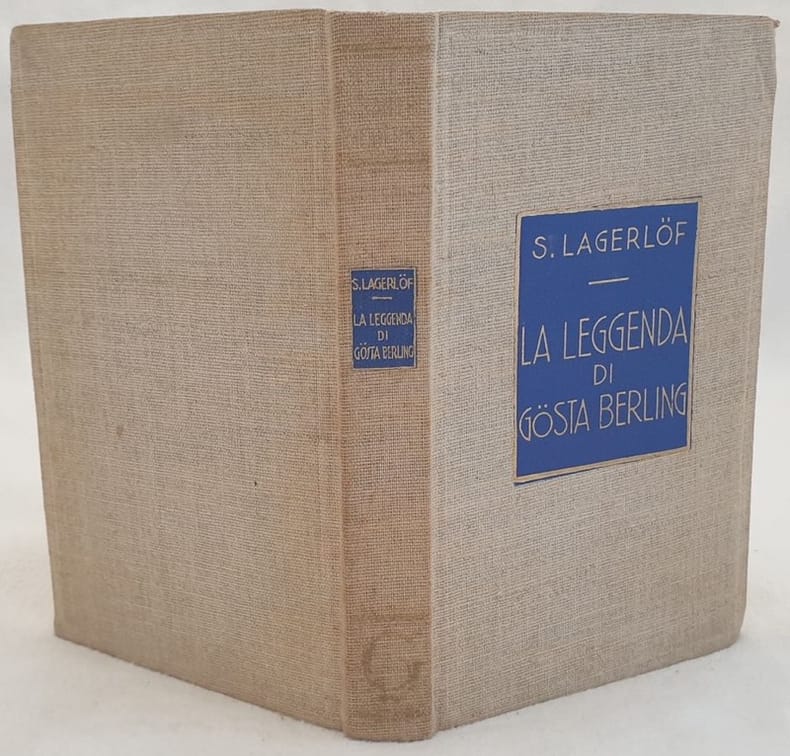 S. LAGERLÖF
LA LEGGENDA
DI
GÖSTA BERLING
S. LAGERLÖF
LA LEGGENDA
DI
GÖSTA BERLING